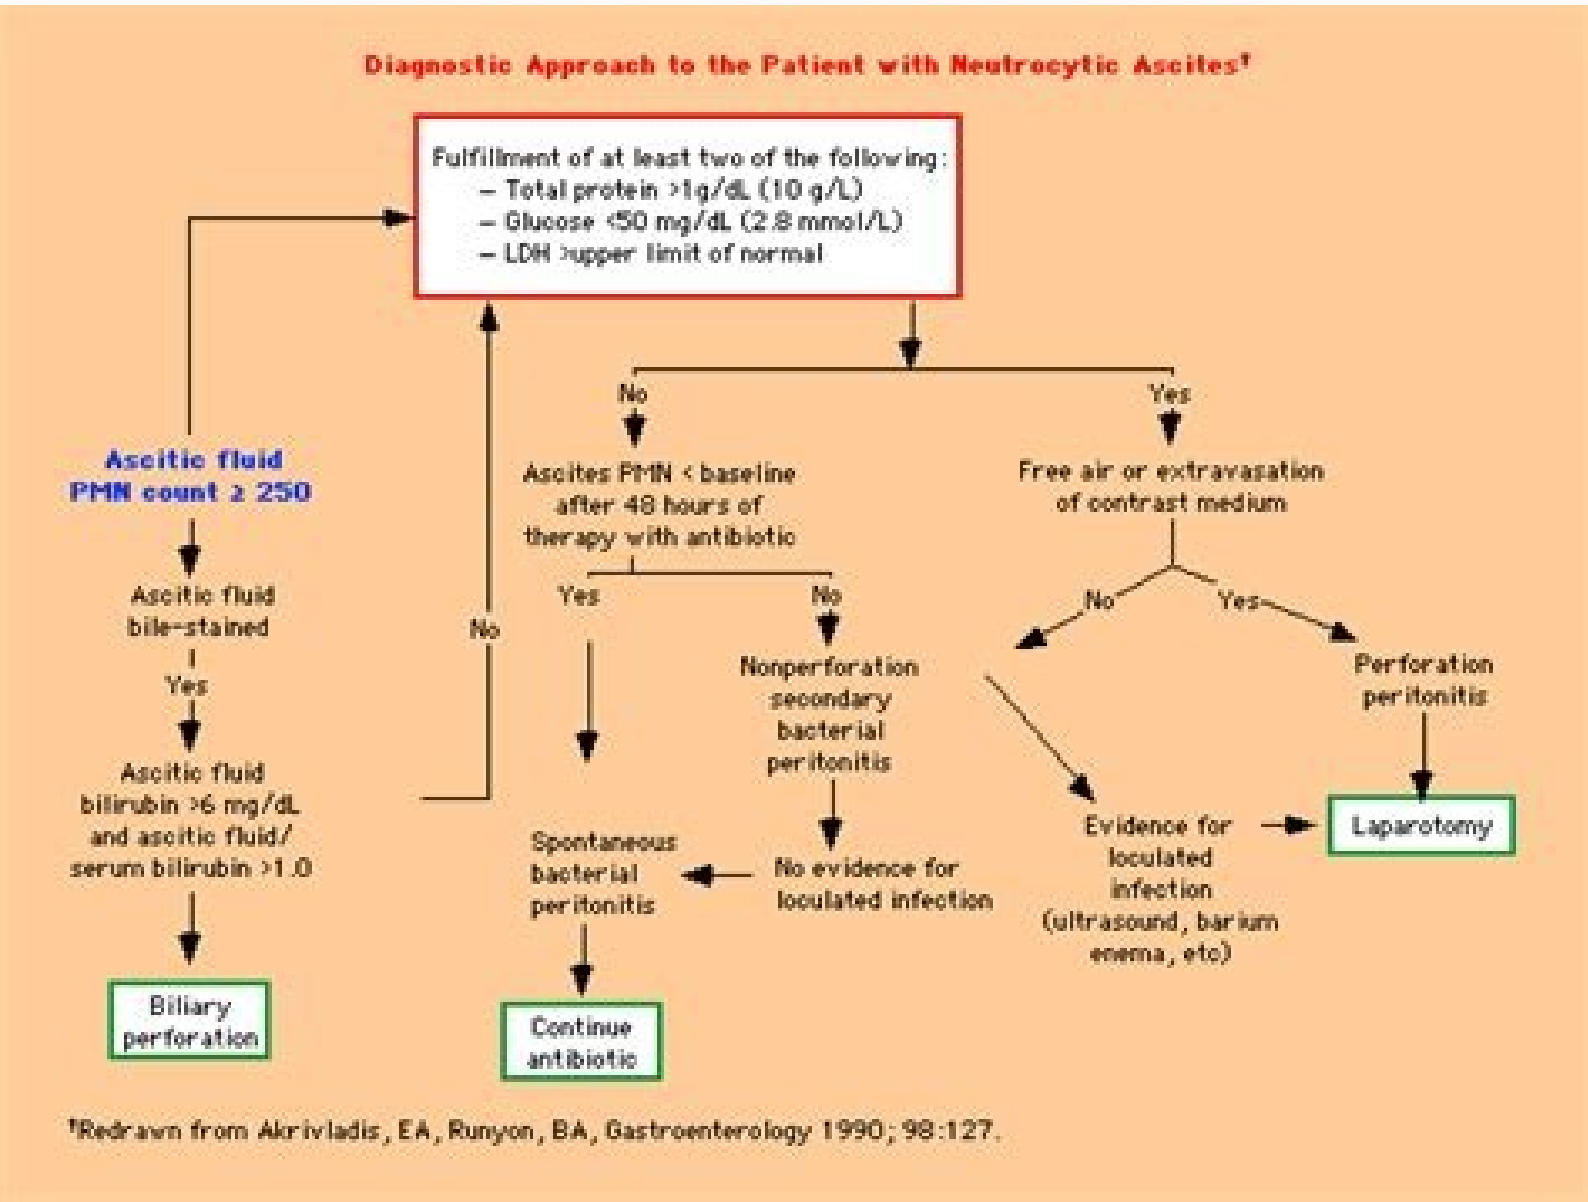 Diagnostic Approach to the Patient with Neutrocytic Ascites†
Fulfillment of at least two of the following:
– Total protein >1g/dL (10 g/L)
– Glucose <50 mg/dL (2.8 mmol/L)
– LDH >upper limit of normal
No
Yes
Ascites PMN < baseline
after 48 hours of
therapy with antibiotic
Free air or extravasation
of contrast medium
Ascitic fluid
PMN count ≥ 250
Ascitic fluid
bile-stained
Yes
No
Yes
No
No
Yes
Nonperforation
secondary
bacterial
peritonitis
Perforation
peritonitis
Ascitic fluid
bilirubin >6 mg/dL
and ascitic fluid/
serum bilirubin >1.0
Spontaneous
bacterial
peritonitis
No evidence for
loculated infection
Evidence for
loculated
infection
(ultrasound, barium
enema, etc)
Laparotomy
Biliary
perforation
Continue
antibiotic
†Redrawn from Akrivladis, EA, Runyon, BA, Gastroenterology 1990; 98:127.